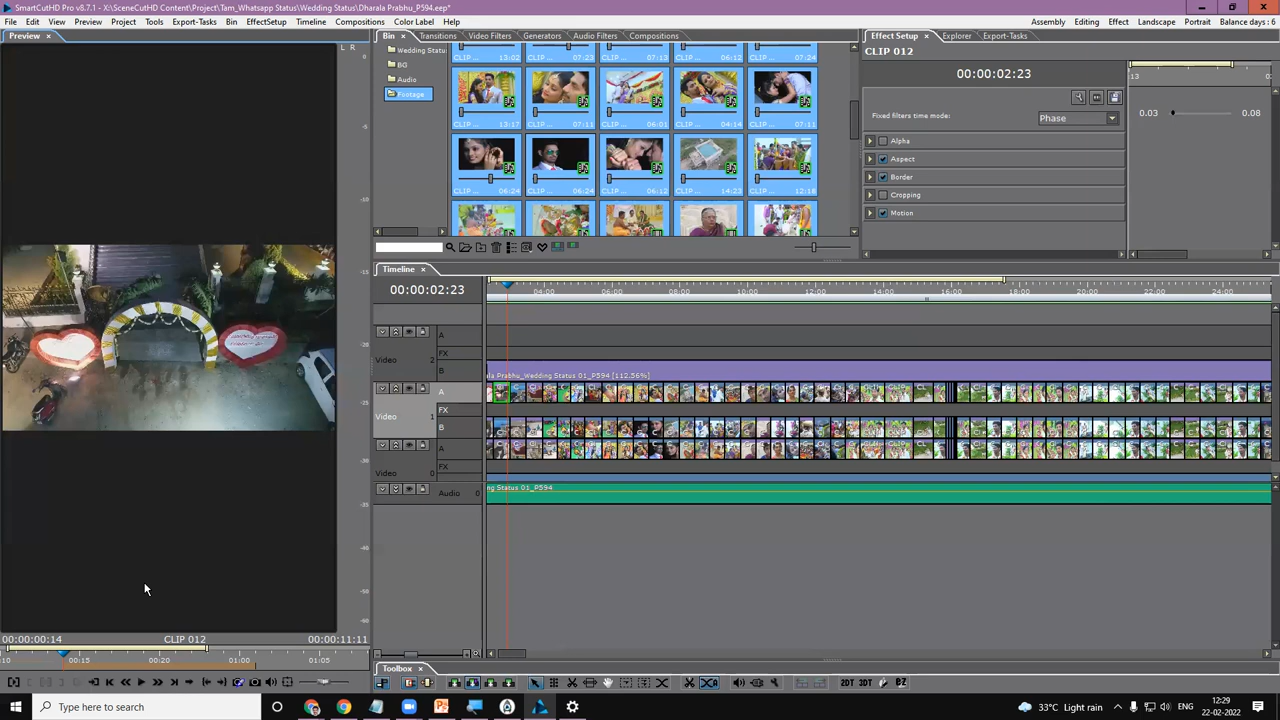 SmartCutHD Pro v8.7.1 - X:\SceneCutHD Content\Tam_Whatsapp Status\Wedding Status\Dharala Prabhu_P594.eep*
File Edit View Preview Project Tools Export-Tasks Bin EffectSetup Timeline Compositions Color Label Help
Assembly Editing Effect Landscape Portrait Balance days : 6
Preview
L R
Bin Transitions Video Filters Generators Audio Filters Compositions
Effect Setup Explorer Export-Tasks
Wedding Status
BG
Audio
Footage
CLIP ... 13:02 CLIP ... 07:23 CLIP ... 07:13 CLIP ... 06:12 CLIP ... 07:24
CLIP ... 13:17 CLIP ... 07:11 CLIP ... 06:01 CLIP ... 04:14 CLIP ... 07:11
CLIP ... 06:24 CLIP ... 06:24 CLIP ... 06:12 CLIP ... 14:23 CLIP ... 12:18
CLIP 012
00:00:02:23
Fixed filters time mode: Phase
0.03 0.08
Alpha
Aspect
Border
Cropping
Motion
Timeline
00:00:02:23
04:00 06:00 08:00 10:00 12:00 14:00 16:00 18:00 20:00 22:00 24:00
A
FX
Video 2 B
ala Prabhu_Wedding Status 01_P594 [112.56%]
A
FX
Video 1 B
A
FX
Video 0
Audio 0
ng Status 01_P594
00:00:00:14 CLIP 012 00:00:11:11
:10 00:15 00:20 01:00 01:05
Toolbox
2DT 3DT
Type here to search
33°C Light rain
ENG
12:29
22-02-2022